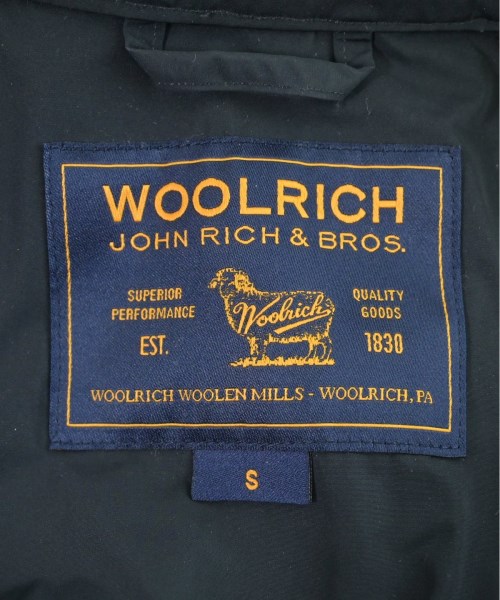 WOOLRICH
JOHN RICH & BROS.
SUPERIOR
PERFORMANCE
EST.
Woolrich
QUALITY
GOODS
1830
WOOLRICH WOOLEN MILLS - WOOLRICH, PA
S